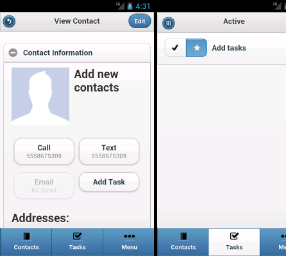 4:31
View Contact
Edit
Contact Information
Add new
contacts
Call
5558675309
Text
5558675309
Email
No Email
Add Task
Addresses:
Contacts
Tasks
Menu
Active
Add tasks
Contacts
Tasks